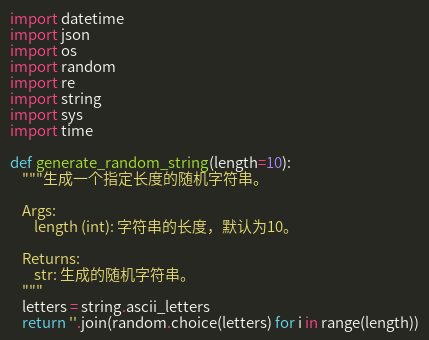 import datetime
import json
import os
import random
import re
import string
import sys
import time
def generate_random_string(length=10):
"""生成一个指定长度的随机字符串。
Args:
length (int): 字符串的长度，默认为10。
Returns:
str: 生成的随机字符串。
"""
letters = string.ascii_letters
return ''.join(random.choice(letters) for i in range(length))